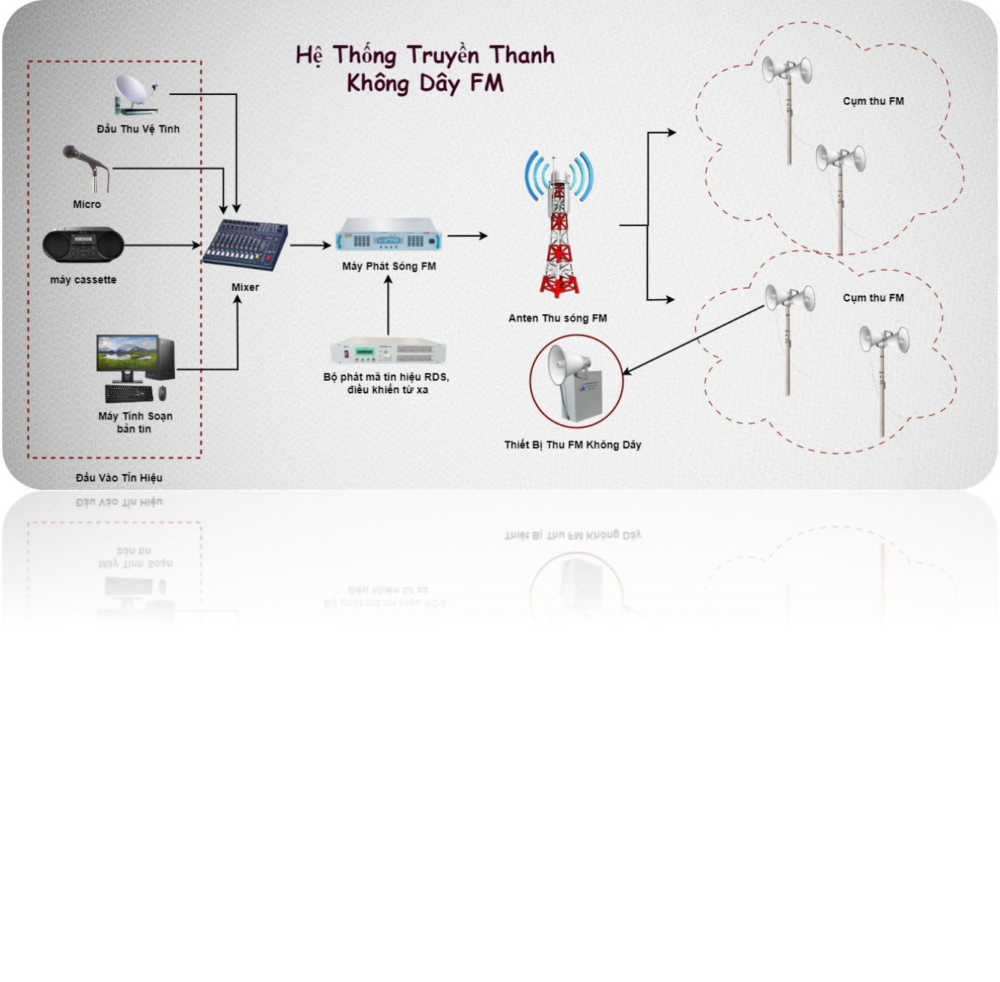 Hệ Thống Truyền Thanh
Không Dây FM
Đầu Thu Vệ Tinh
Micro
máy cassette
Mixer
Máy Tính Soạn
bản tin
Đầu Vào Tín Hiệu
Máy Phát Sóng FM
Bộ phát mã tín hiệu RDS,
điều khiển từ xa
Anten Thu sóng FM
Thiết Bị Thu FM Không Dây
Cụm thu FM
Cụm thu FM